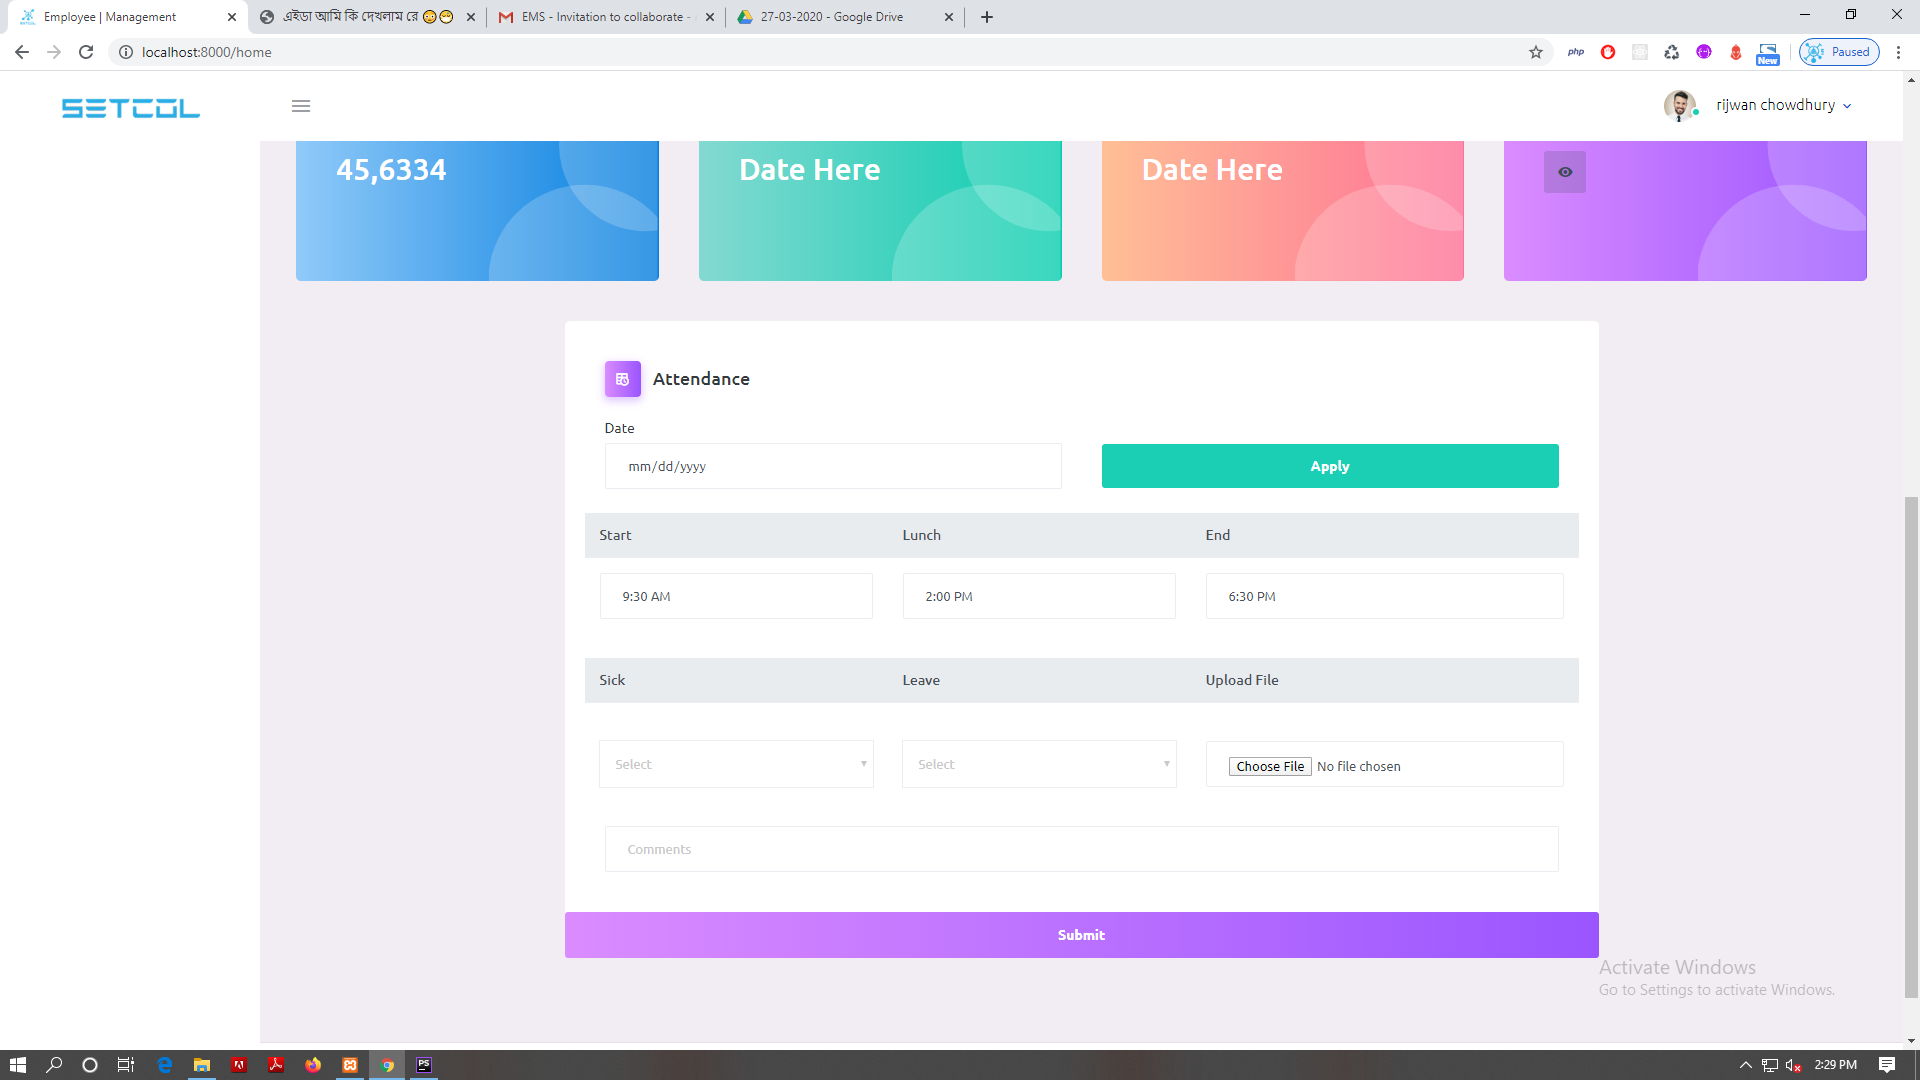 Employee | Management
এইডা আমি কি দেখলাম রে 😳😷
EMS - Invitation to collaborate -
27-03-2020 - Google Drive
localhost:8000/home
php
New
Paused
SETCOL
rijwan chowdhury
45,6334
Date Here
Date Here
Attendance
Date
mm/dd/yyyy
Apply
Start
Lunch
End
9:30 AM
2:00 PM
6:30 PM
Sick
Leave
Upload File
Select
Select
Choose File No file chosen
Comments
Submit
Activate Windows
Go to Settings to activate Windows.
PS
2:29 PM